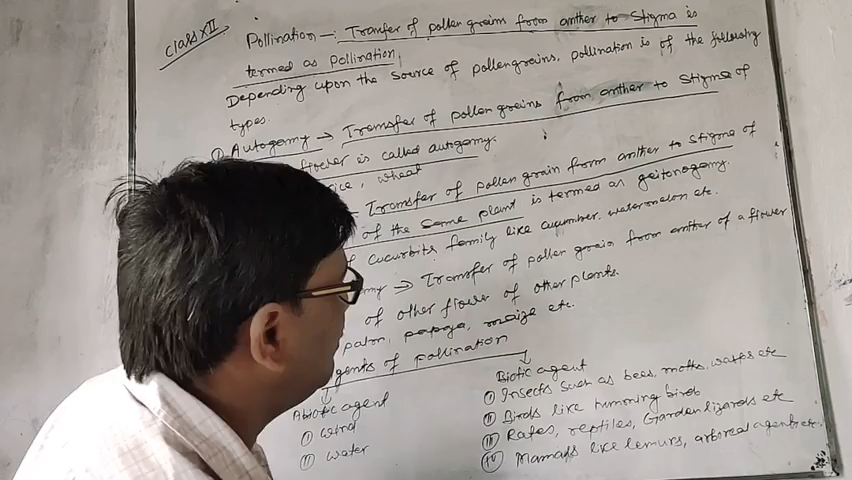 Class XII
Pollination → Transfer of pollen grains from anther to Stigma is
termed as pollination.
Depending upon the source of pollengrains, pollination is of the following
types.
① Autogamy → Transfer of pollen grains from anther to stigma of
flower is called autogamy.
wheat
Transfer of pollen grain from anther to stigma of
of the same plant is termed as geitonogamy.
cucurbits family like cucumber, watermelon etc.
→ Transfer of pollen grain from anther of a flower
of other flower of other plants.
palm, papaya, maize etc.
gents of pollination
Abiotic agent
① Wind
② Water
Biotic agent
① Insects such as bees, moths, wasps etc
② Birds like humming birds
③ reptiles, Garden lizards etc
④ like lemurs, arboreal agents etc.